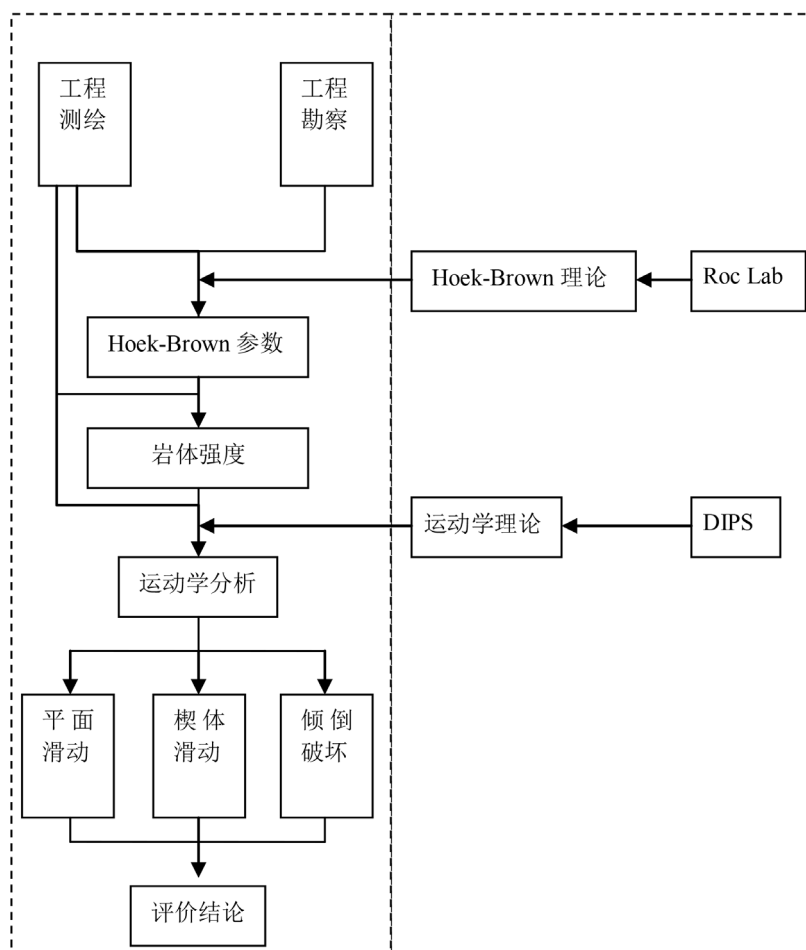 工程
测绘
工程
勘察
Hoek-Brown 理论
Roc Lab
Hoek-Brown 参数
岩体强度
运动学理论
DIPS
运动学分析
平 面
滑动
楔 体
滑动
倾 倒
破坏
评价结论